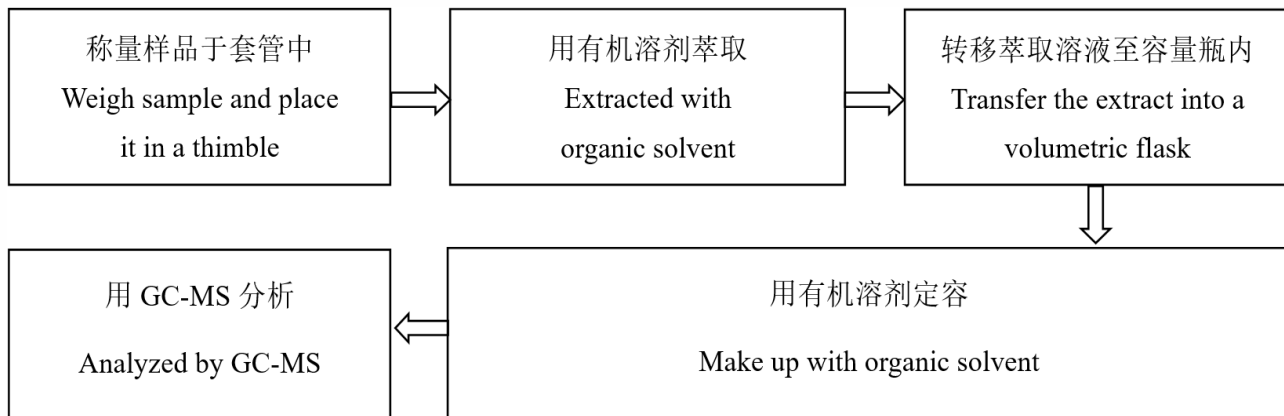 称量样品于套管中
Weigh sample and place
it in a thimble
用有机溶剂萃取
Extracted with
organic solvent
转移萃取溶液至容量瓶内
Transfer the extract into a
volumetric flask
用有机溶剂定容
Make up with organic solvent
用 GC-MS 分析
Analyzed by GC-MS